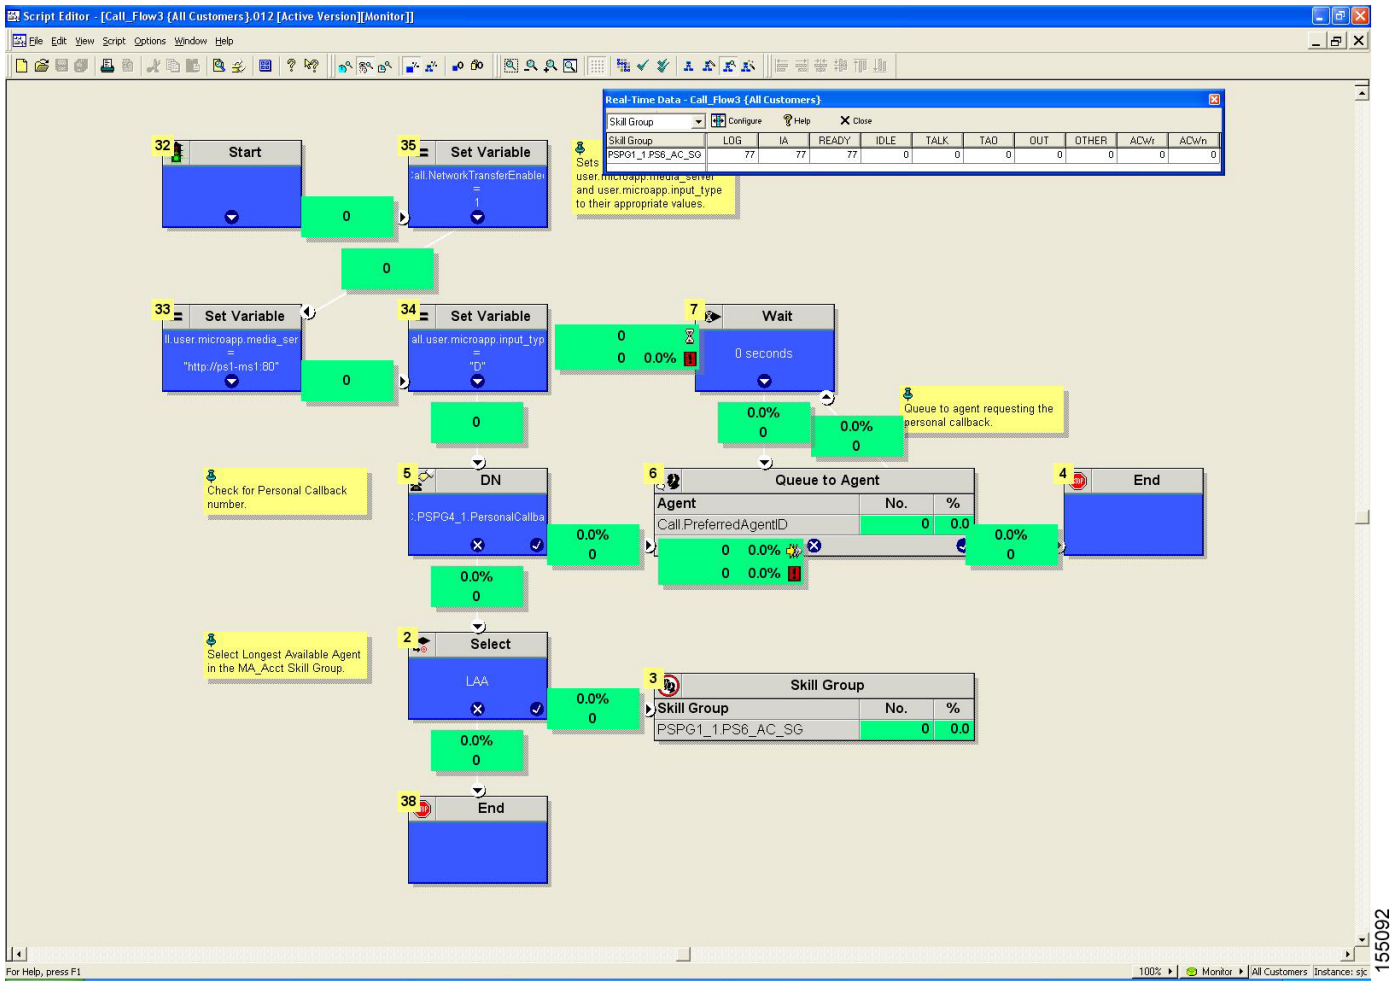 Script Editor - [Call_Flow3 {All Customers}.012 [Active Version][Monitor]]
File Edit View Script Options Window Help
Real-Time Data - Call_Flow3 {All Customers}
Skill Group Configure Help Close
Skill Group LOG IA READY IDLE TALK TAO OUT OTHER ACWr ACWn
PSPG1_1.PS6_AC_SG 77 77 77 0 0 0 0 0 0 0
32 Start
0
35 Set Variable
Call.NetworkTransferEnabled
=
1
Sets
user.microapp.media_server
and user.microapp.input_type
to their appropriate values.
0
33 Set Variable
ll.user.microapp.media_ser
=
"http://ps1-ms1:80"
0
34 Set Variable
all.user.microapp.input_typ
=
"D"
0
0 0.0%
7 Wait
0 seconds
0
0.0%
0
0.0%
0
Queue to agent requesting the
personal callback.
Check for Personal Callback
number.
5 DN
:.PSPG4_1.PersonalCallba
0.0%
0
6 Queue to Agent
Agent No. %
Call.PreferredAgentID 0 0.0
0 0.0%
0 0.0%
0.0%
0
4 End
0.0%
0
Select Longest Available Agent
in the MA_Acct Skill Group.
2 Select
LAA
0.0%
0
3 Skill Group
Skill Group No. %
PSPG1_1.PS6_AC_SG 0 0.0
0.0%
0
38 End
For Help, press F1
100% Monitor All Customers Instance: sjc
155092